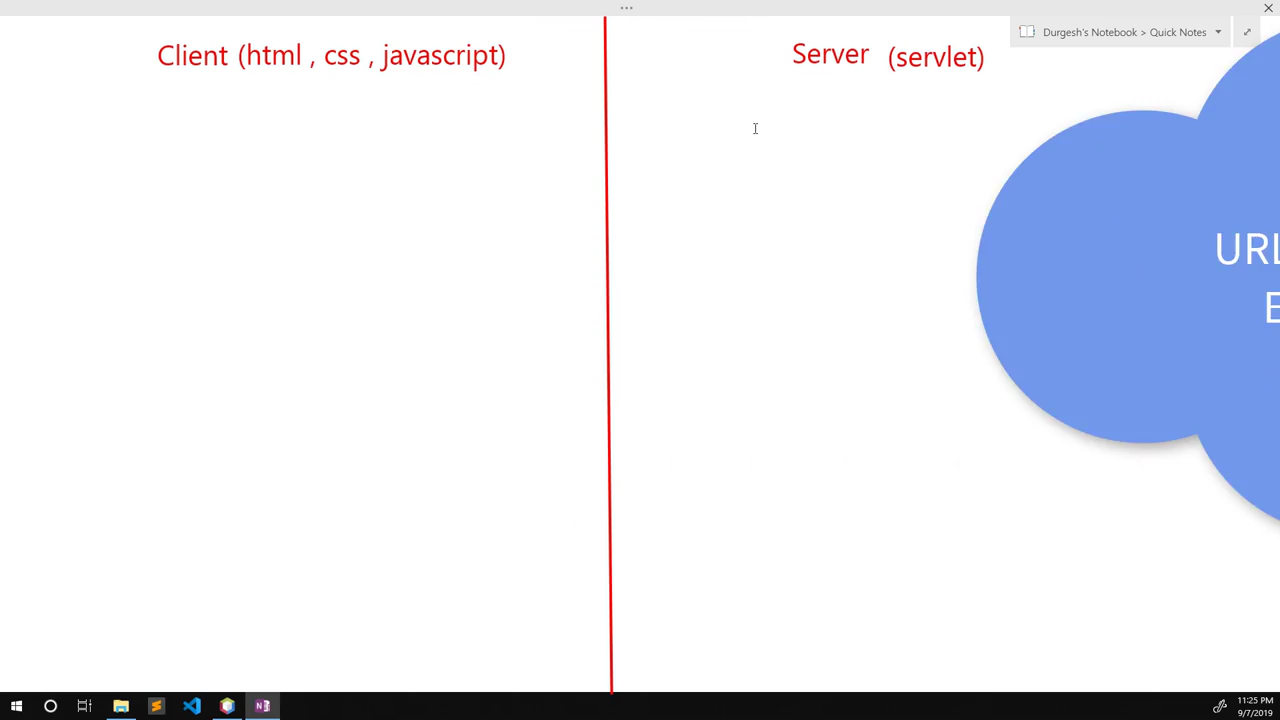 Durgesh's Notebook > Quick Notes
Client (html , css , javascript)
Server (servlet)
URL
E
11:25 PM
9/7/2019